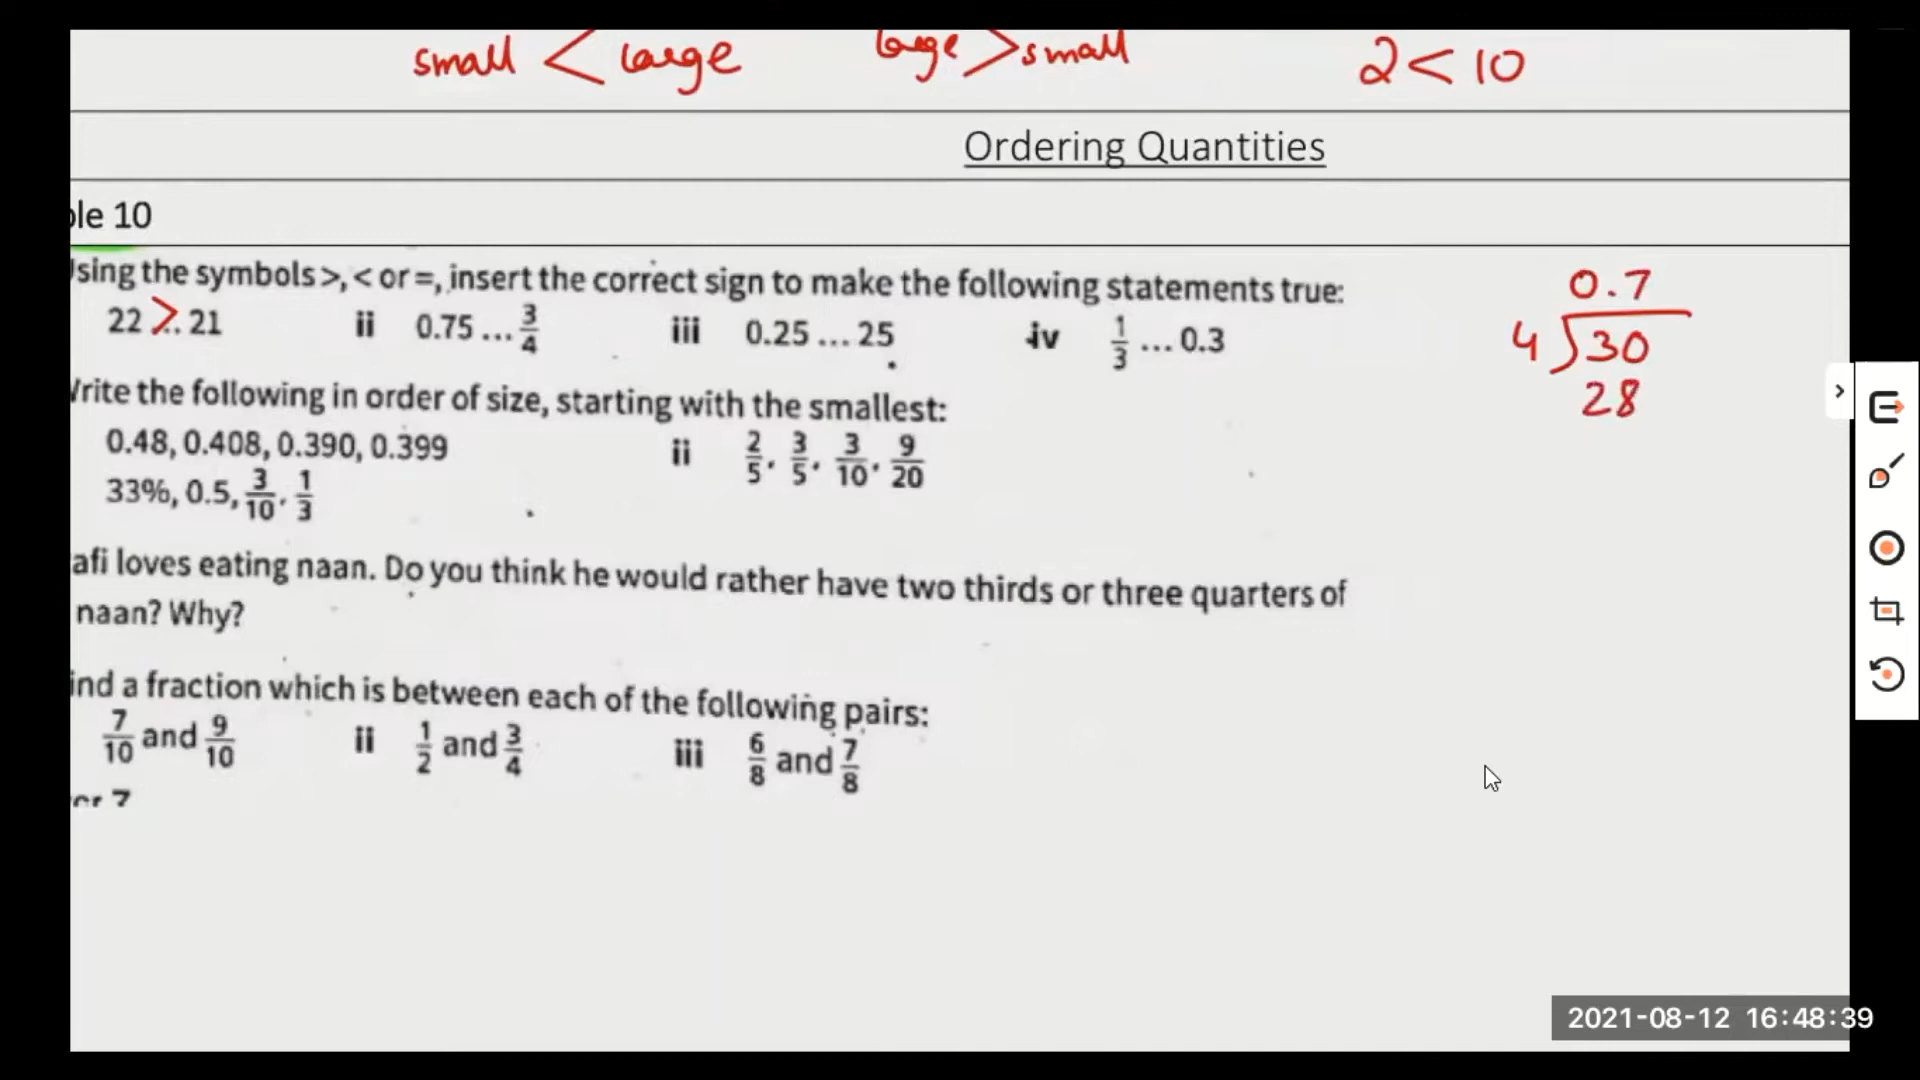 small < large large > small 2 < 10
Ordering Quantities
ble 10
Using the symbols >, < or =, insert the correct sign to make the following statements true:
22 > .. 21 ii 0.75 ... 3/4 iii 0.25 ... 25 iv 1/3 ... 0.3
Write the following in order of size, starting with the smallest:
0.48, 0.408, 0.390, 0.399 ii 2/5, 3/5, 3/10, 9/20
33%, 0.5, 3/10, 1/3
afi loves eating naan. Do you think he would rather have two thirds or three quarters of
naan? Why?
ind a fraction which is between each of the following pairs:
7/10 and 9/10 ii 1/2 and 3/4 iii 6/8 and 7/8
er 7
0.7
4 ) 30
28
2021-08-12 16:48:39